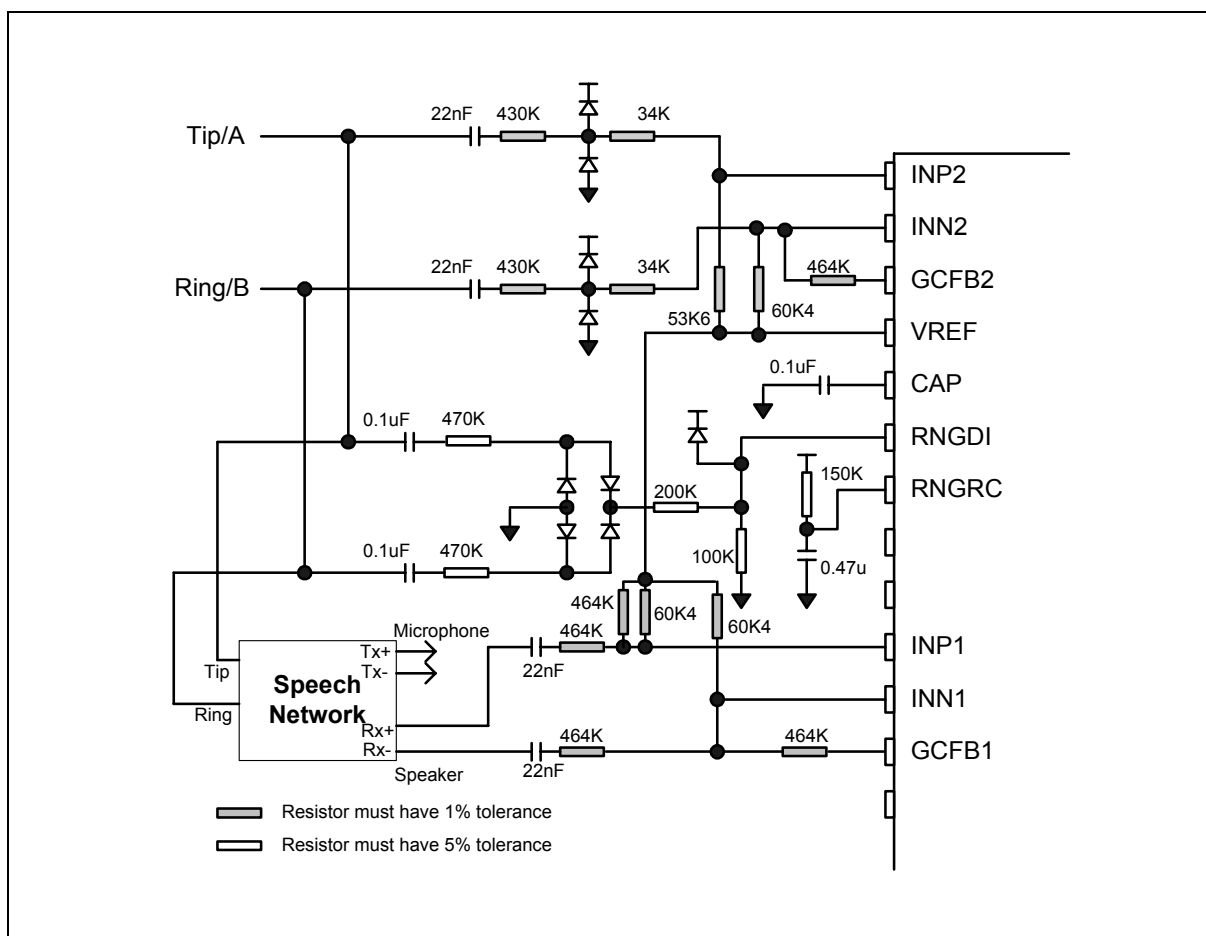 22nF 430K 34K
Tip/A
INP2
INN2
22nF 430K 34K
464K
Ring/B
GCFB2
53K6 60K4
VREF
0.1uF
CAP
0.1uF 470K
RNGDI
150K
200K
RNGRC
0.1uF 470K
100K
0.47u
464K
60K4
60K4
Microphone
464K
INP1
Tx+
22nF
Tip
Tx-
Speech
Network
Ring
INN1
Rx+
464K 464K
Rx-
GCFB1
22nF
Speaker
Resistor must have 1% tolerance
Resistor must have 5% tolerance